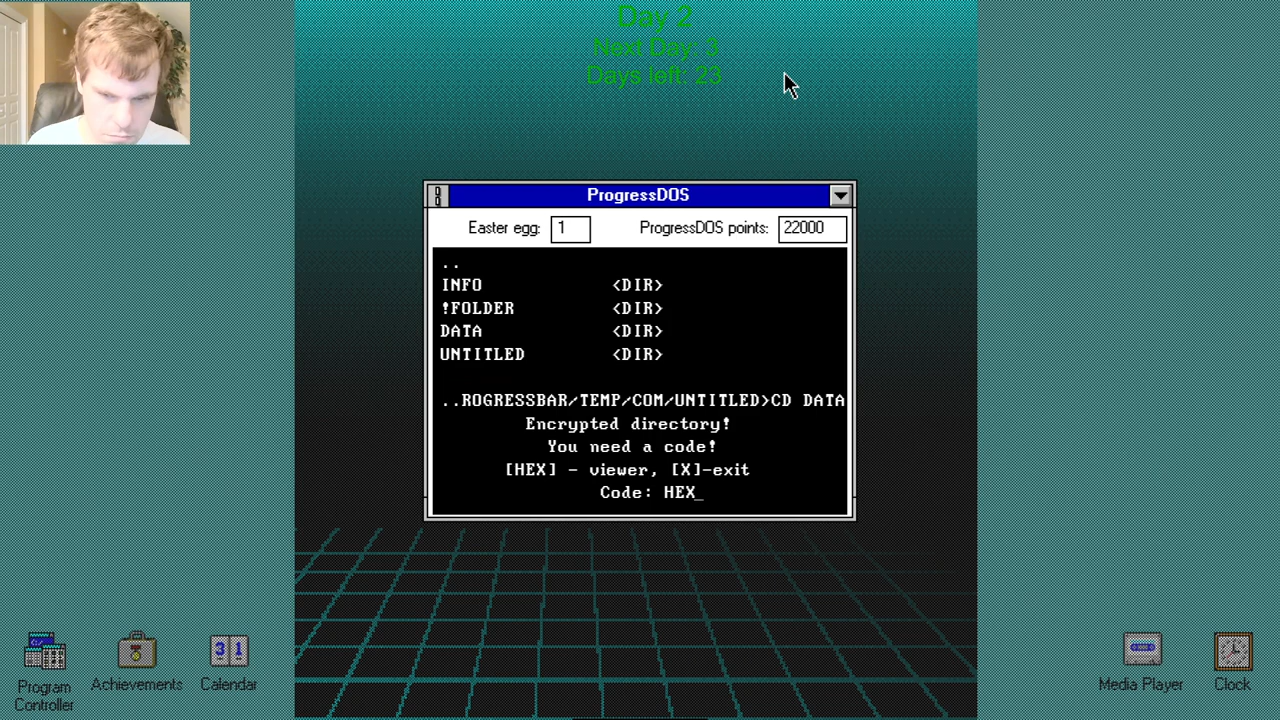 Day 2
Next Day: 3
Days left: 23
ProgressDOS
Easter egg: 1 ProgressDOS points: 22000
..
INFO <DIR>
!FOLDER <DIR>
DATA <DIR>
UNTITLED <DIR>
..ROGRESSBAR/TEMP/COM/UNTITLED>CD DATA
Encrypted directory!
You need a code!
[HEX] - viewer, [X]-exit
Code: HEX_
Program Controller
Achievements
3 1
Calendar
Media Player
Clock